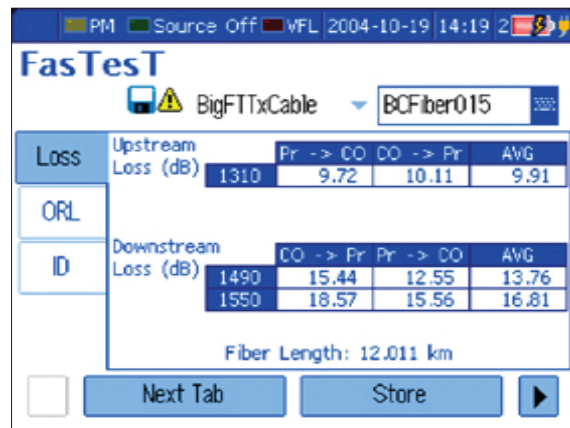 PM Source Off VFL 2004-10-19 14:19 2
FasTesT
BigFTTxCable BCFiber015
Loss
ORL
ID
Upstream Loss (dB) Pr -> CO CO -> Pr AVG
1310 9.72 10.11 9.91
Downstream Loss (dB) CO -> Pr Pr -> CO AVG
1490 15.44 12.55 13.76
1550 18.57 15.56 16.81
Fiber Length: 12.011 km
Next Tab Store